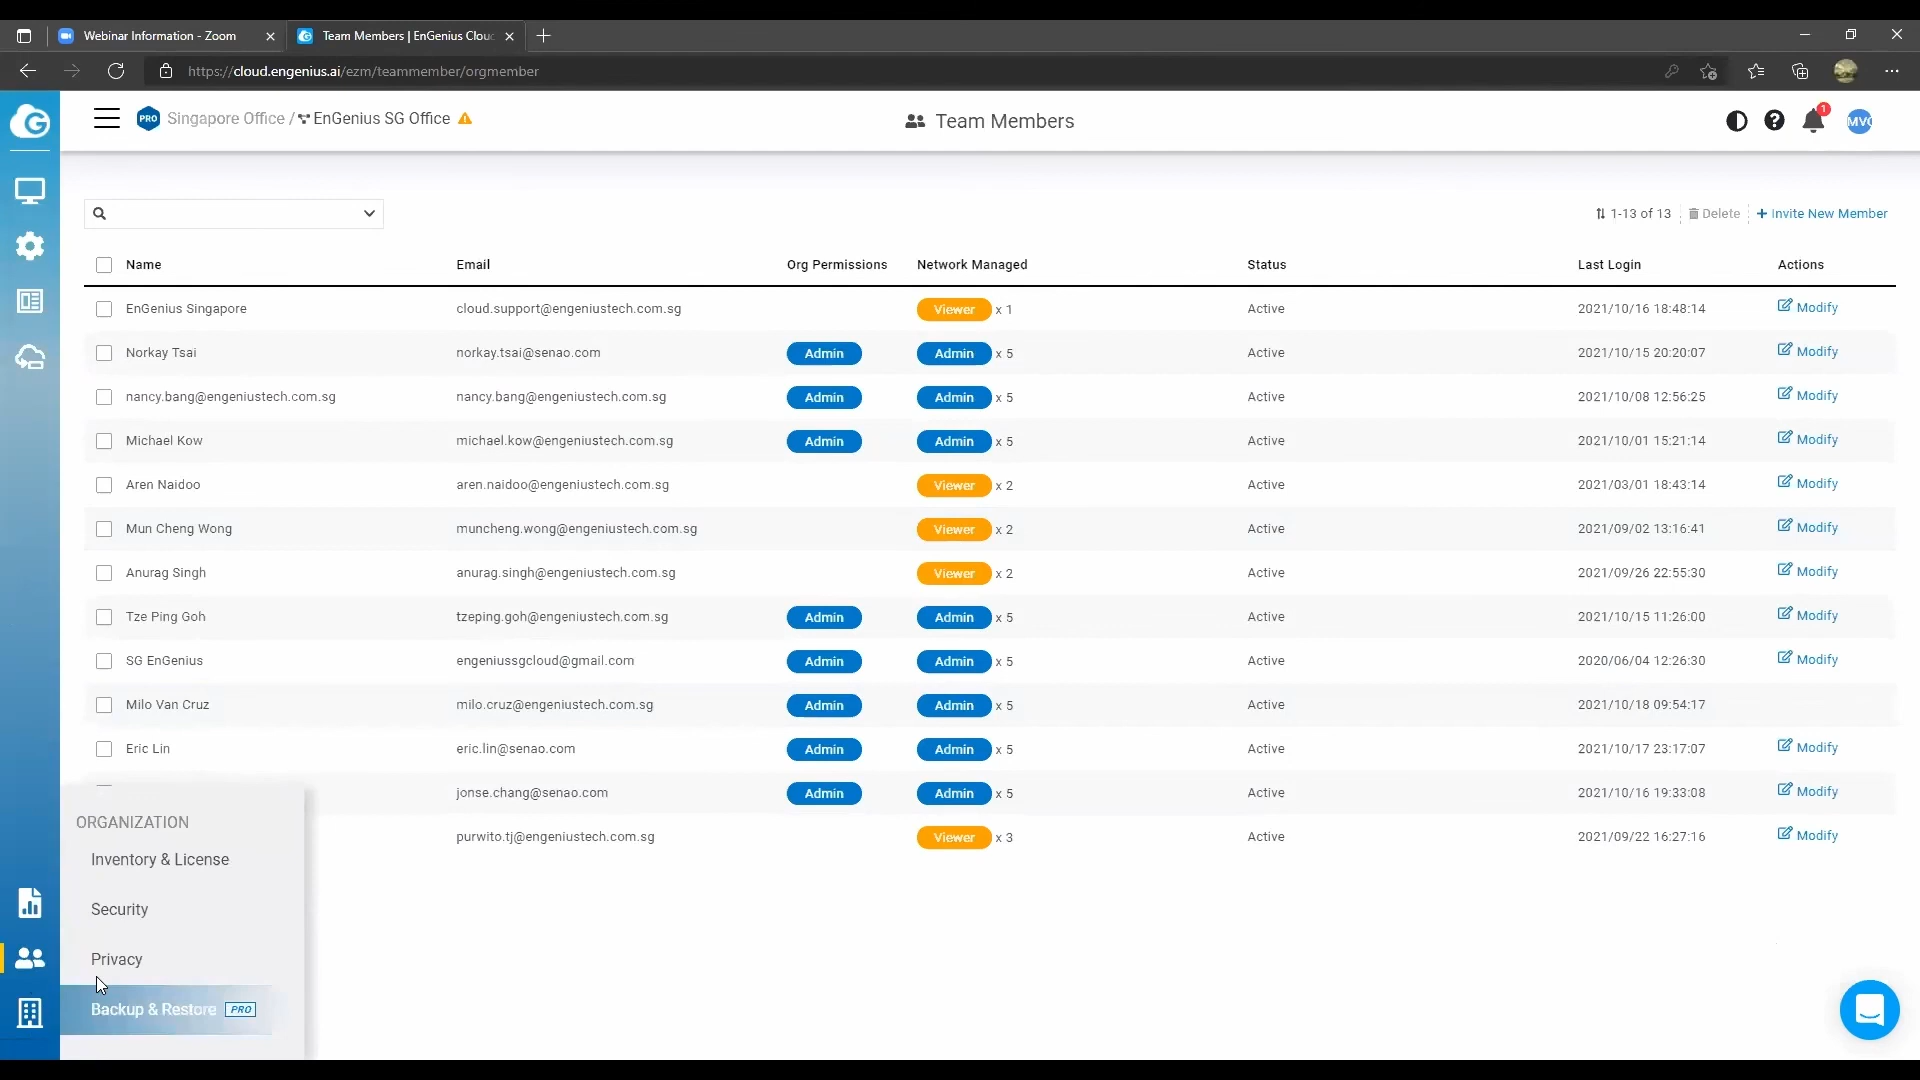 Webinar Information - Zoom
Team Members | EnGenius Clou
https://cloud.engenius.ai/ezm/teammember/orgmember
PRO Singapore Office / EnGenius SG Office
Team Members
1
MVC
1-13 of 13 Delete + Invite New Member
Name Email Org Permissions Network Managed Status Last Login Actions
EnGenius Singapore cloud.support@engeniustech.com.sg Viewer x 1 Active 2021/10/16 18:48:14 Modify
Norkay Tsai norkay.tsai@senao.com Admin Admin x 5 Active 2021/10/15 20:20:07 Modify
nancy.bang@engeniustech.com.sg nancy.bang@engeniustech.com.sg Admin Admin x 5 Active 2021/10/08 12:56:25 Modify
Michael Kow michael.kow@engeniustech.com.sg Admin Admin x 5 Active 2021/10/01 15:21:14 Modify
Aren Naidoo aren.naidoo@engeniustech.com.sg Viewer x 2 Active 2021/03/01 18:43:14 Modify
Mun Cheng Wong muncheng.wong@engeniustech.com.sg Viewer x 2 Active 2021/09/02 13:16:41 Modify
Anurag Singh anurag.singh@engeniustech.com.sg Viewer x 2 Active 2021/09/26 22:55:30 Modify
Tze Ping Goh tzeping.goh@engeniustech.com.sg Admin Admin x 5 Active 2021/10/15 11:26:00 Modify
SG EnGenius engeniussgcloud@gmail.com Admin Admin x 5 Active 2020/06/04 12:26:30 Modify
Milo Van Cruz milo.cruz@engeniustech.com.sg Admin Admin x 5 Active 2021/10/18 09:54:17
Eric Lin eric.lin@senao.com Admin Admin x 5 Active 2021/10/17 23:17:07 Modify
jonse.chang@senao.com Admin Admin x 5 Active 2021/10/16 19:33:08 Modify
purwito.tj@engeniustech.com.sg Viewer x 3 Active 2021/09/22 16:27:16 Modify
ORGANIZATION
Inventory & License
Security
Privacy
Backup & Restore PRO